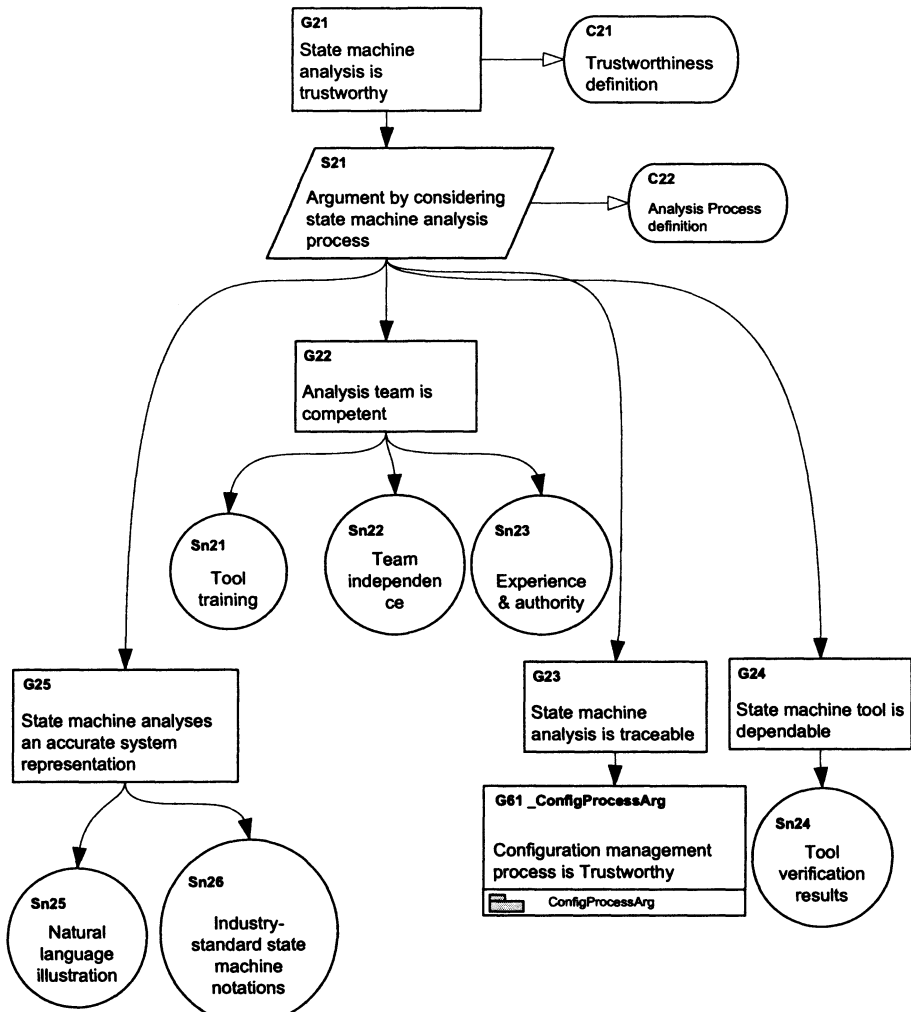 G21
State machine
analysis is
trustworthy
C21
Trustworthiness
definition
S21
Argument by considering
state machine analysis
process
C22
Analysis Process
definition
G22
Analysis team is
competent
Sn21
Tool
training
Sn22
Team
independen
ce
Sn23
Experience
& authority
G25
State machine analyses
an accurate system
representation
G23
State machine
analysis is traceable
G24
State machine tool is
dependable
G61 _ConfigProcessArg
Configuration management
process is Trustworthy
ConfigProcessArg
Sn24
Tool
verification
results
Sn25
Natural
language
illustration
Sn26
Industry-
standard state
machine
notations